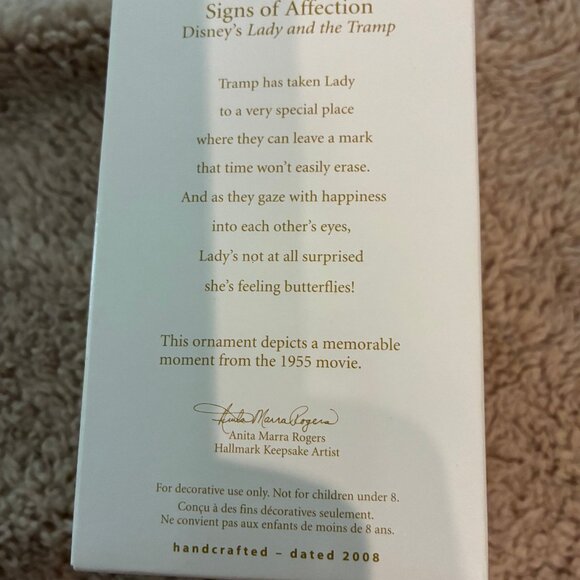 Signs of Affection
Disney's Lady and the Tramp
Tramp has taken Lady
to a very special place
where they can leave a mark
that time won't easily erase.
And as they gaze with happiness
into each other's eyes,
Lady's not at all surprised
she's feeling butterflies!
This ornament depicts a memorable
moment from the 1955 movie.
Anita Marra Rogers
Anita Marra Rogers
Hallmark Keepsake Artist
For decorative use only. Not for children under 8.
Conçu à des fins décoratives seulement.
Ne convient pas aux enfants de moins de 8 ans.
handcrafted – dated 2008